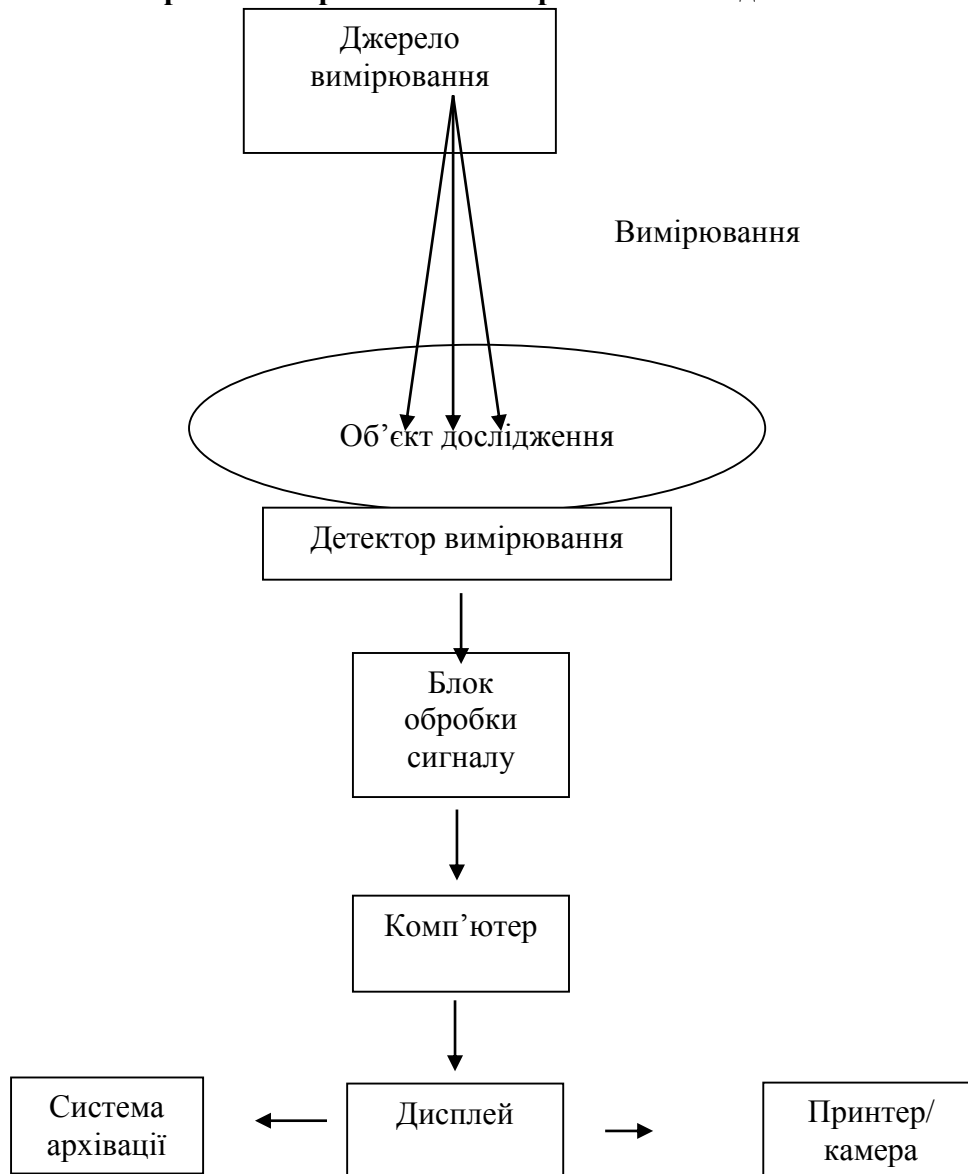 Джерело
вимірювання
Вимірювання
Об’єкт дослідження
Детектор вимірювання
Блок
обробки
сигналу
Комп’ютер
Система
архівації
Дисплей
Принтер/
камера